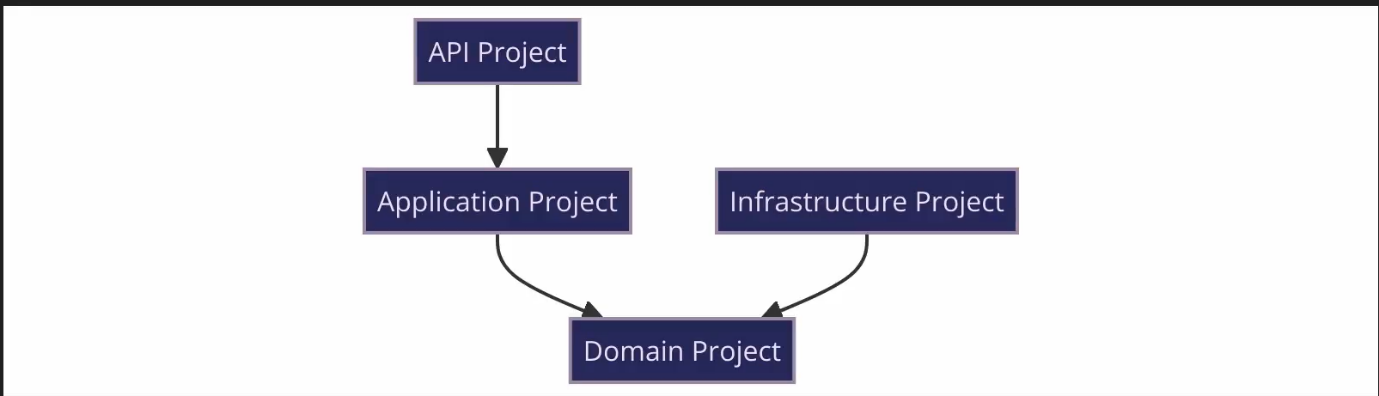 API Project
Application Project
Infrastructure Project
Domain Project